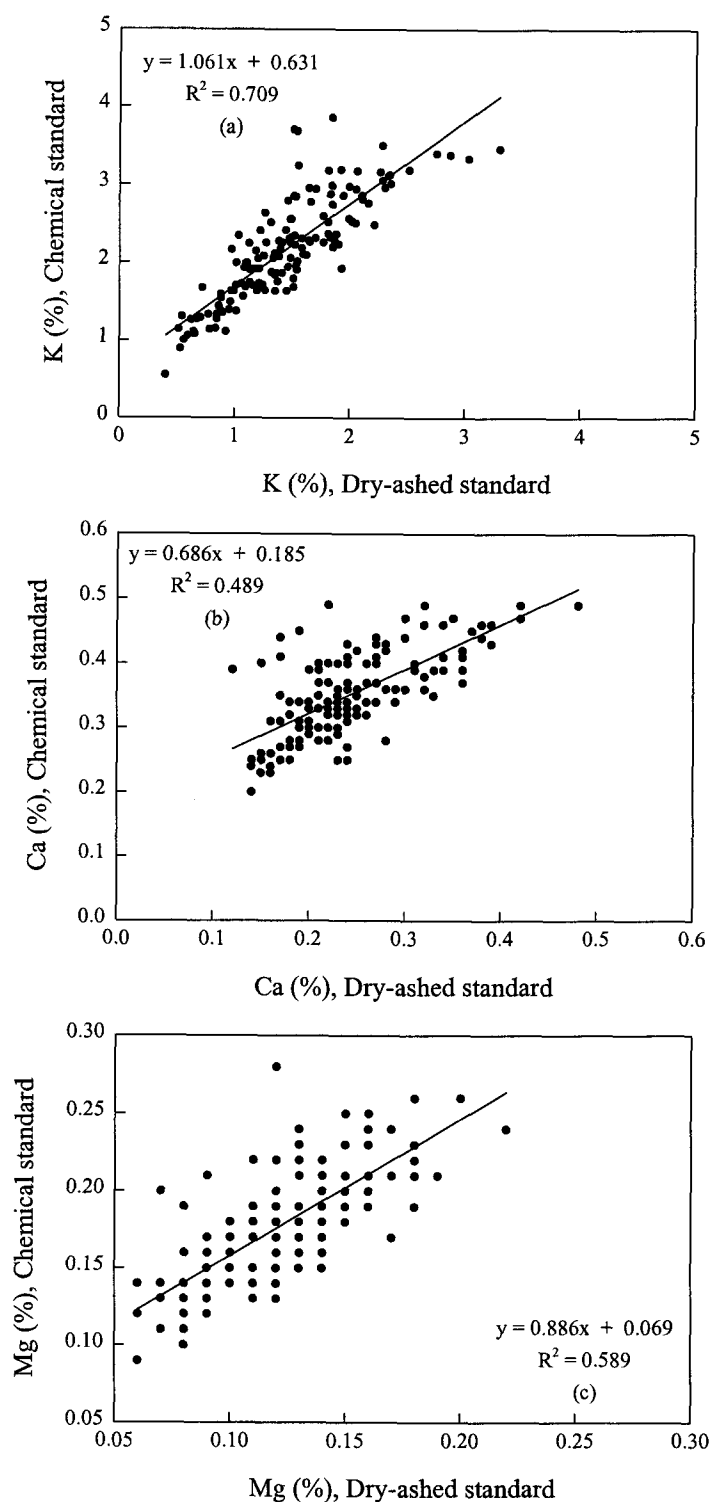 5
y = 1.061x + 0.631
R² = 0.709
(a)
4
3
2
1
0
K (%), Chemical standard
0 1 2 3 4 5
K (%), Dry-ashed standard
0.6
y = 0.686x + 0.185
R² = 0.489
(b)
0.5
0.4
0.3
0.2
0.1
0.0
Ca (%), Chemical standard
0.0 0.1 0.2 0.3 0.4 0.5 0.6
Ca (%), Dry-ashed standard
0.30
0.25
0.20
0.15
0.10
0.05
Mg (%), Chemical standard
y = 0.886x + 0.069
R² = 0.589
(c)
0.05 0.10 0.15 0.20 0.25 0.30
Mg (%), Dry-ashed standard